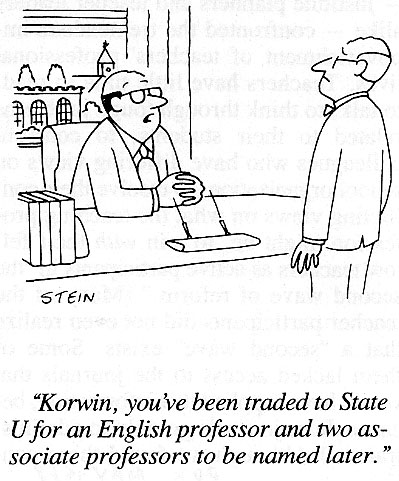 STEIN
"Korwin, you've been traded to State
U for an English professor and two as-
sociate professors to be named later."